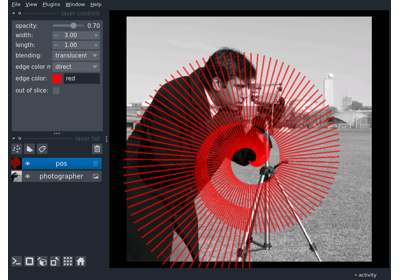 File View Plugins Window Help
layer controls
opacity: 0.70
width: 3.00
length: 1.00
blending: translucent
edge color m direct
edge color: red
out of slice:
layer list
pos
photographer
activity